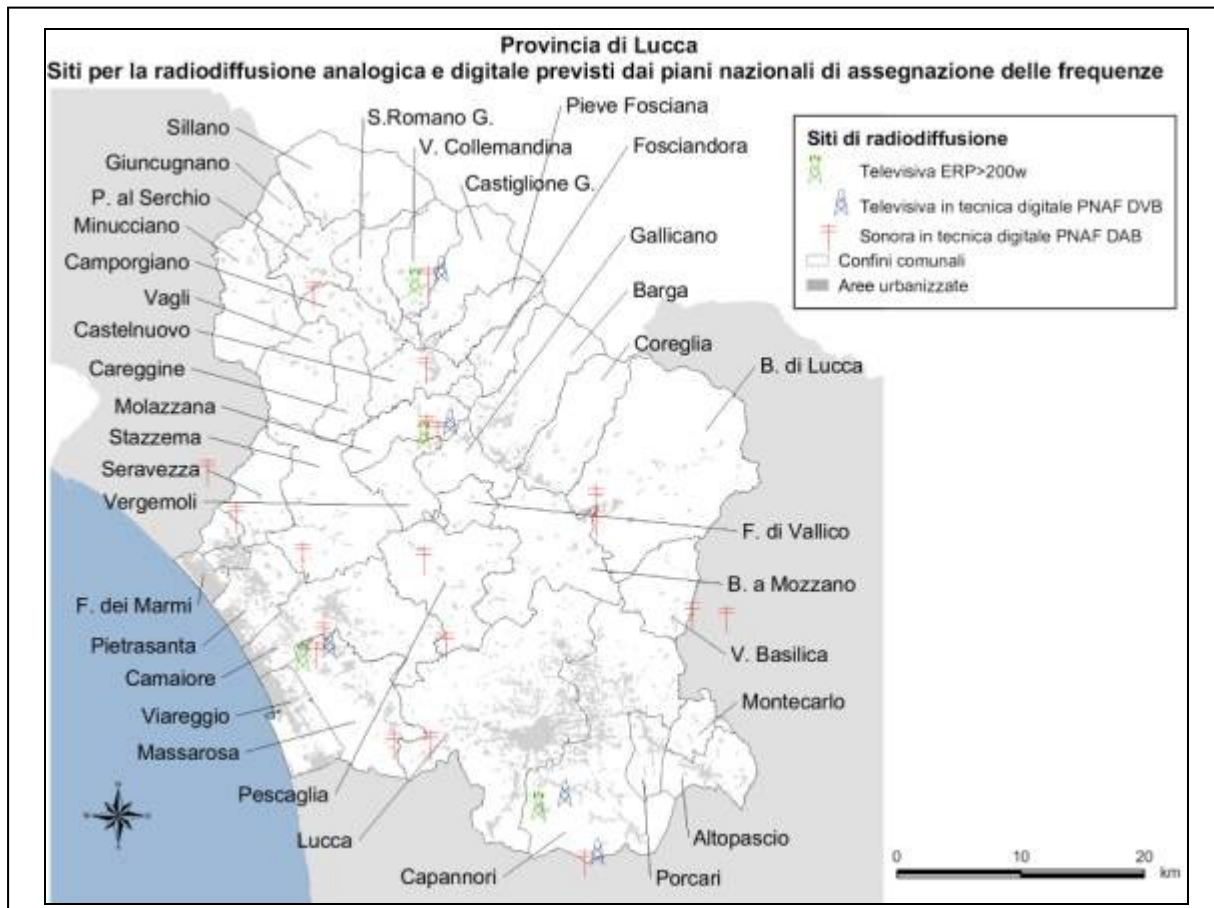 Provincia di Lucca
Siti per la radiodiffusione analogica e digitale previsti dai piani nazionali di assegnazione delle frequenze
Pieve Fosciana
S.Romano G.
Sillano
Fosciandora
V. Collemandina
Giuncugnano
Castiglione G.
P. al Serchio
Minucciano
Gallicano
Camporgiano
Barga
Vagli
Castelnuovo
Coreglia
B. di Lucca
Careggine
Molazzana
Stazzema
Seravezza
Vergemoli
F. di Vallico
B. a Mozzano
F. dei Marmi
Pietrasanta
V. Basilica
Camaiore
Montecarlo
Viareggio
Massarosa
Pescaglia
Lucca
Altopascio
Capannori
Porcari
Siti di radiodiffusione
Televisiva ERP>200w
Televisiva in tecnica digitale PNAF DVB
Sonora in tecnica digitale PNAF DAB
Confini comunali
Aree urbanizzate
0 10 20
km